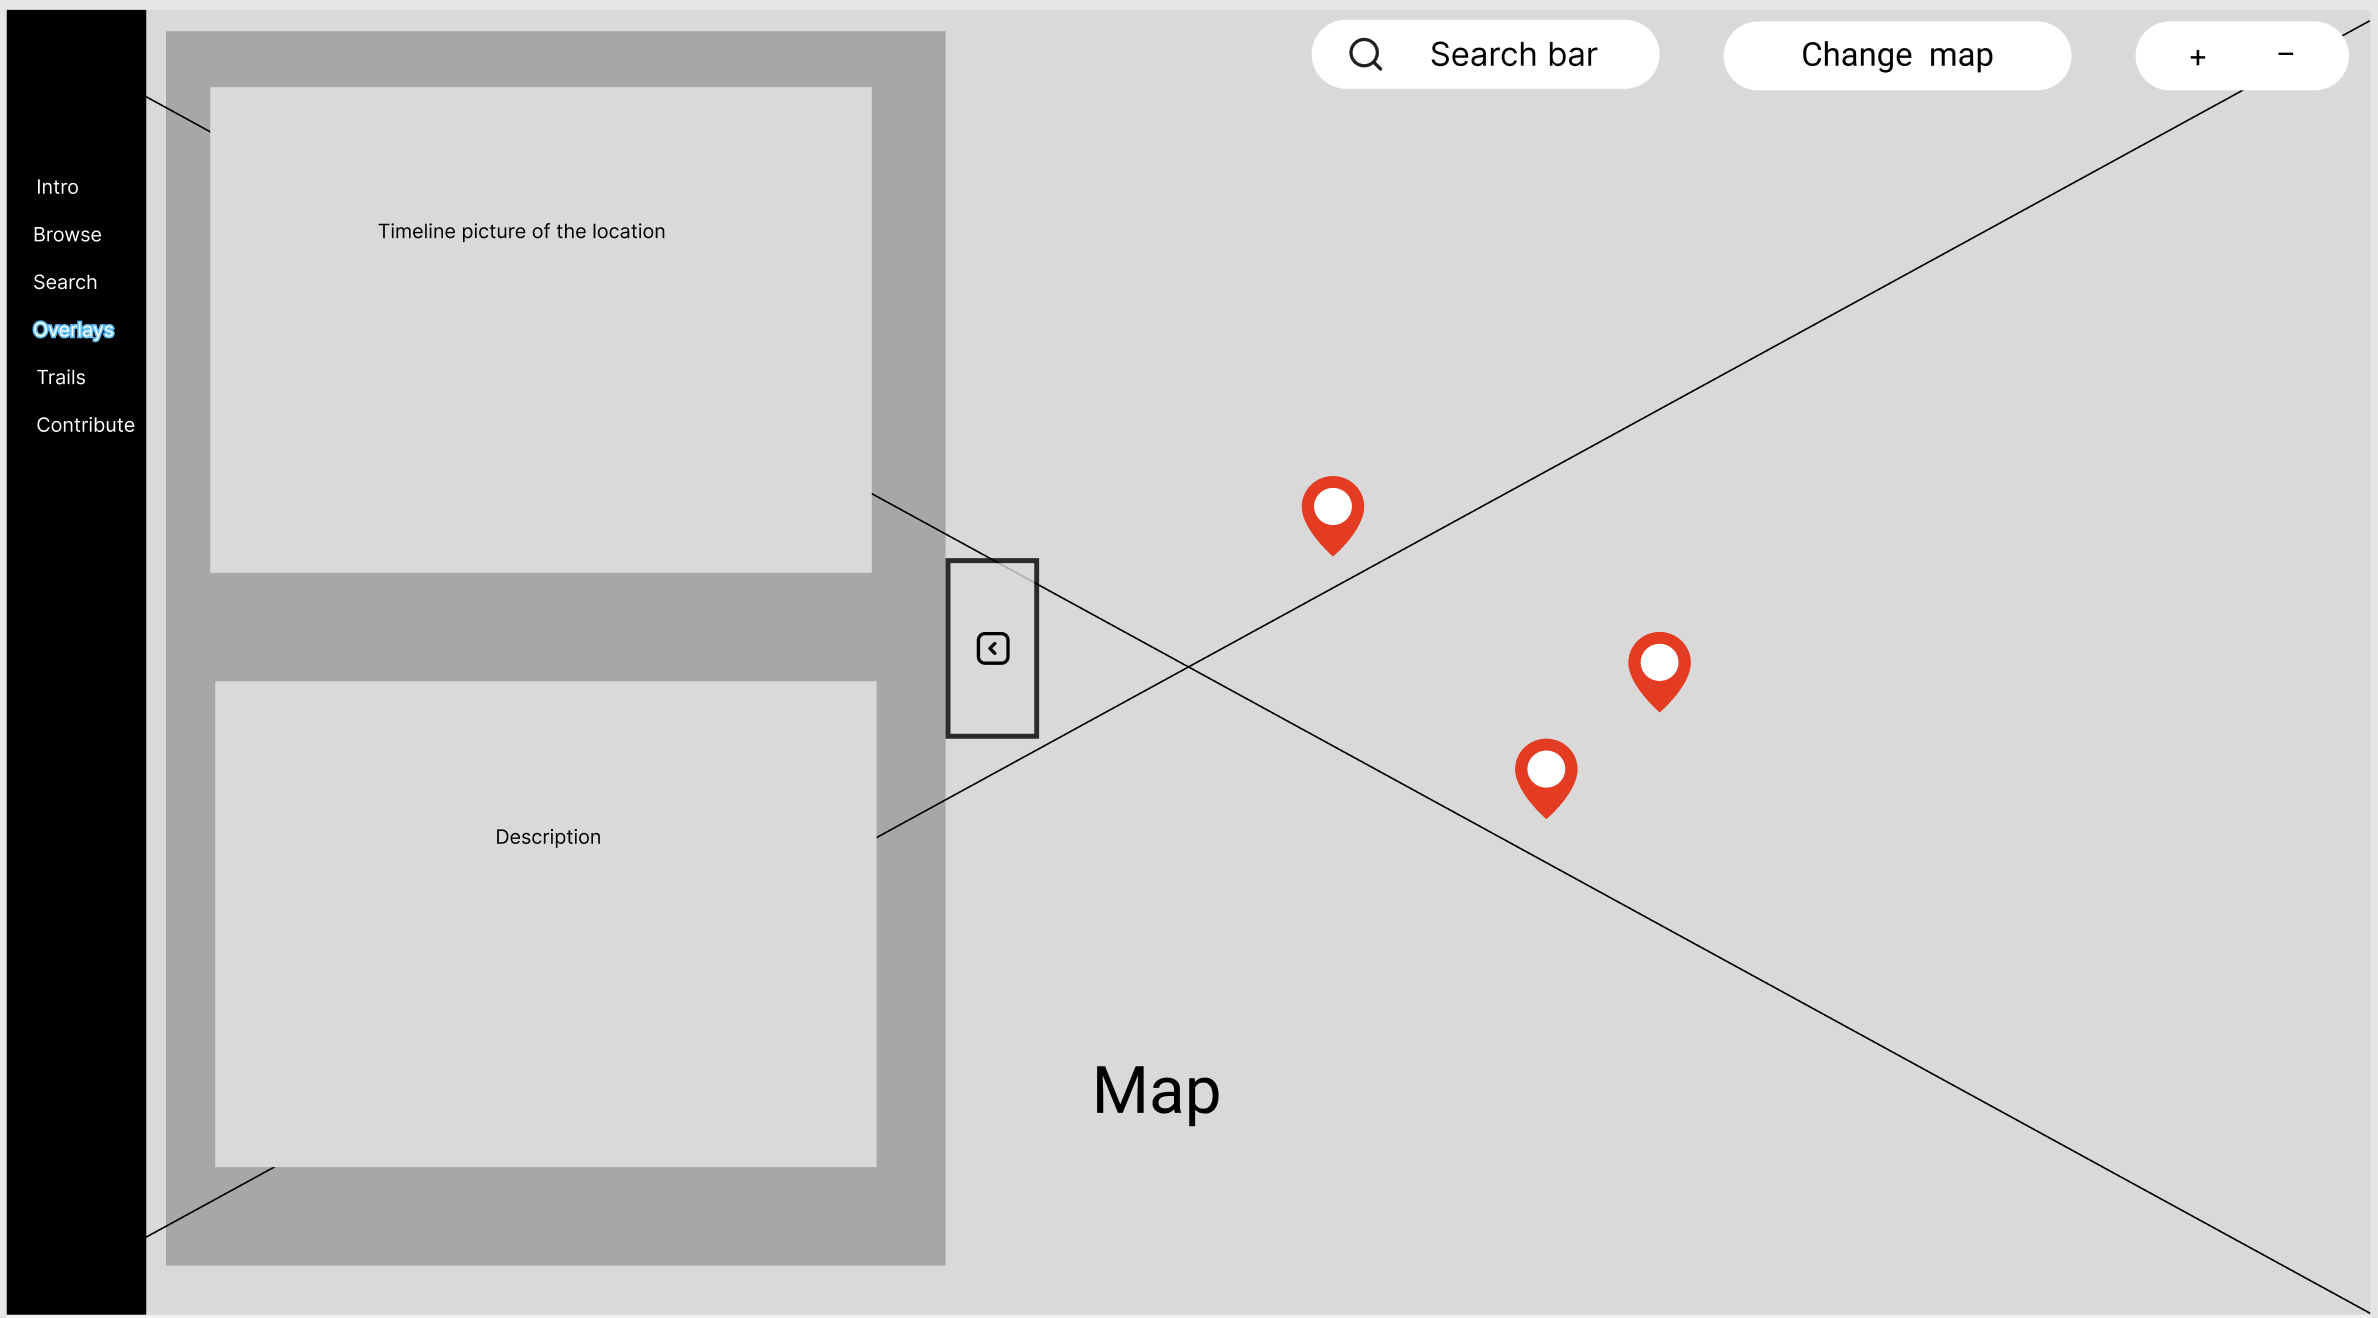 Intro
Browse
Search
Overlays
Trails
Contribute
Timeline picture of the location
Description
Search bar
Change map
+ −
Map